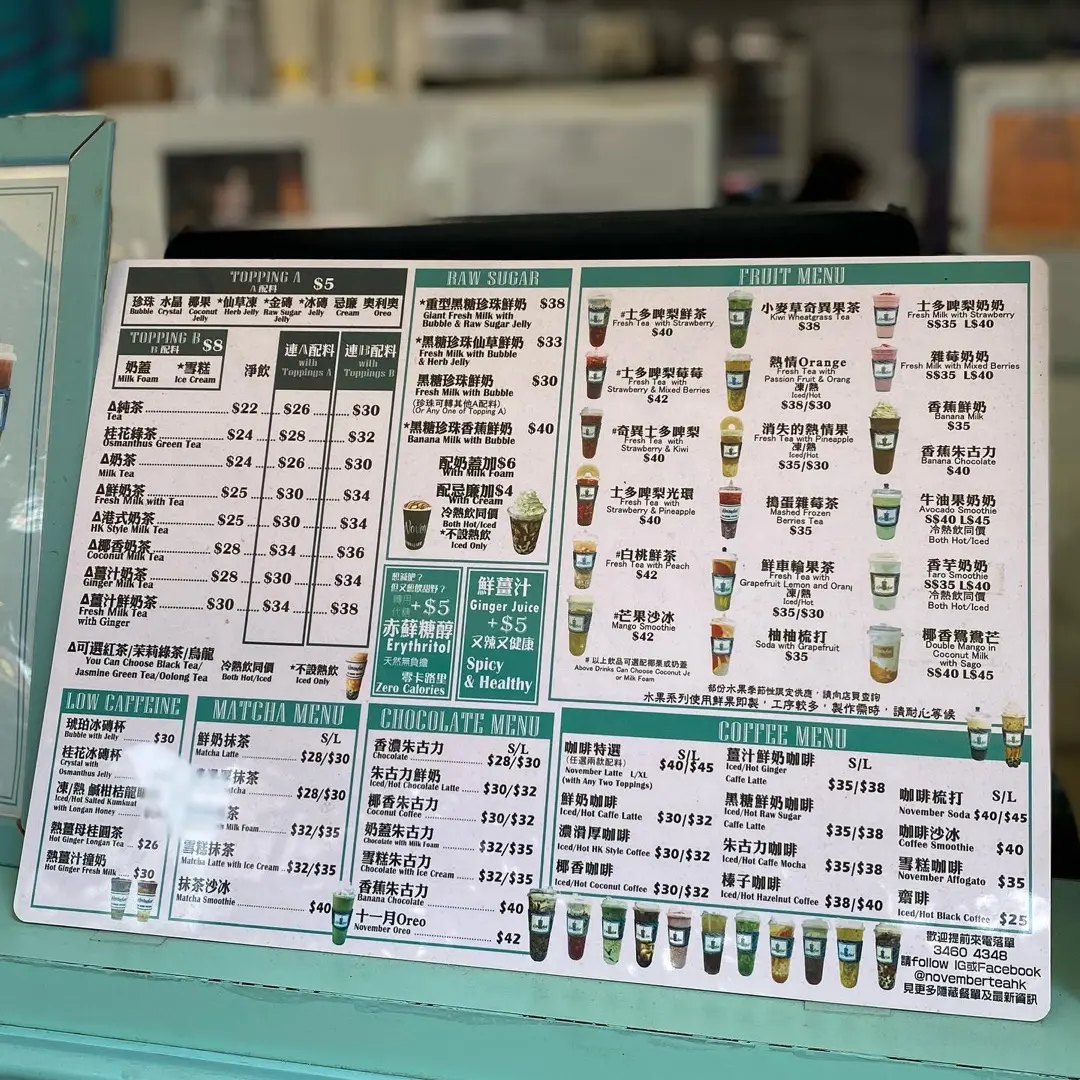 TOPPING A $5
A 配料
珍珠 水晶 椰果 *仙草凍 *金磚 *冰磚 忌廉 奧利奧
Bubble Crystal Coconut Jelly Herb Jelly Raw Sugar Jelly Jelly Cream Oreo
TOPPING B $8
B 配料
奶蓋 *雪糕
Milk Foam Ice Cream
淨飲
連A配料
with
Toppings A
連B配料
with
Toppings B
Δ純茶 $22 $26 $30
Tea
桂花綠茶 $24 $28 $32
Osmanthus Green Tea
Δ奶茶 $24 $26 $30
Milk Tea
Δ鮮奶茶 $25 $30 $34
Fresh Milk with Tea
Δ港式奶茶 $25 $30 $34
HK Style Milk Tea
Δ椰香奶茶 $28 $34 $36
Coconut Milk Tea
Δ薑汁奶茶 $28 $30 $34
Ginger Milk Tea
Δ薑汁鮮奶茶 $30 $34 $38
Fresh Milk Tea
with Ginger
Δ可選紅茶/茉莉綠茶/烏龍
You Can Choose Black Tea/
Jasmine Green Tea/Oolong Tea
冷熱飲同價
Both Hot/Iced
*不設熱飲
Iced Only
RAW SUGAR
*重型黑糖珍珠鮮奶 $38
Giant Fresh Milk with
Bubble & Raw Sugar Jelly
*黑糖珍珠仙草鮮奶 $33
Fresh Milk with Bubble
& Herb Jelly
黑糖珍珠鮮奶 $30
Fresh Milk with Bubble
(珍珠可轉其他A配料)
(Or Any One of Topping A)
*黑糖珍珠香蕉鮮奶 $40
Banana Milk with Bubble
配奶蓋加$6
With Milk Foam
配忌廉加$4
With Cream
冷熱飲同價
Both Hot/Iced
*不設熱飲
Iced Only
想減肥？
+$5
赤蘚糖醇
Erythritol
天然無負擔
零卡路里
Zero Calories
鮮薑汁
Ginger Juice
+$5
又辣又健康
Spicy
& Healthy
FRUIT MENU
#士多啤梨鮮茶
Fresh Tea with Strawberry
$40
#士多啤梨莓莓
Fresh Tea with
Strawberry & Mixed Berries
$42
#奇異士多啤梨
Fresh Tea with
Strawberry & Kiwi
$40
士多啤梨光環
Fresh Tea with
Strawberry & Pineapple
$40
#白桃鮮茶
Fresh Tea with Peach
$42
#芒果沙冰
Mango Smoothie
$42
# 以上飲品可選配椰果或奶蓋
Above Drinks Can Choose Coconut Je
or Milk Foam
小麥草奇異果茶
Kiwi Wheatgrass Tea
$38
熱情Orange
Fresh Tea with
Passion Fruit & Orang
凍/熱
Iced/Hot
$38/$30
消失的熱情果
Fresh Tea with Pineapple
凍/熱
Iced/Hot
$35/$30
搗蛋雜莓茶
Mashed Frozen
Berries Tea
$35
鮮車輪果茶
Fresh Tea with
Grapefruit Lemon and Orang
凍/熱
Iced/Hot
$35/$30
柚柚梳打
Soda with Grapefruit
$35
士多啤梨奶奶
Fresh Milk with Strawberry
S$35 L$40
雜莓奶奶
Fresh Milk with Mixed Berries
S$35 L$40
香蕉鮮奶
Banana Milk
$35
香蕉朱古力
Banana Chocolate
$40
牛油果奶奶
Avocado Smoothie
S$40 L$45
冷熱飲同價
Both Hot/Iced
香芋奶奶
Taro Smoothie
S$35 L$40
冷熱飲同價
Both Hot/Iced
椰香鴛鴦芒
Double Mango in
Coconut Milk
with Sago
S$40 L$45
部份水果季節性限定供應，請向店員查詢
水果系列使用鮮果即製，工序較多，製作需時，請耐心等候
LOW CAFFEINE
琥珀冰磚杯
Bubble with Jelly $30
桂花冰磚杯
Crystal with
Osmanthus Jelly
凍/熱 鹹柑桔龍
Iced/Hot Salted Kumkuat
with Longan Honey
熱薑母桂圓茶
Hot Ginger Longan Tea $26
熱薑汁撞奶
Hot Ginger Fresh Milk $30
MATCHA MENU
鮮奶抹茶 S/L
Matcha Latte $28/$30
抹茶
$28/$30
茶
Milk Foam $32/$35
雪糕抹茶
Matcha Latte with Ice Cream $32/$35
抹茶沙冰
Matcha Smoothie $40
CHOCOLATE MENU
香濃朱古力 S/L
Chocolate $28/$30
朱古力鮮奶
Iced/Hot Chocolate Latte $30/$32
椰香朱古力
Coconut Chocolate $30/$32
奶蓋朱古力
Chocolate with Milk Foam $32/$35
雪糕朱古力
Chocolate with Ice Cream $32/$35
香蕉朱古力
Banana Chocolate $40
十一月Oreo
November Oreo $42
COFFEE MENU
咖啡特選 S/L
(任選兩款配料) $40/$45
November Latte L/XL
(with Any Two Toppings)
鮮奶咖啡
Iced/Hot Caffe Latte $30/$32
濃滑厚咖啡
Iced/Hot HK Style Coffee $30/$32
椰香咖啡
Iced/Hot Coconut Coffee $30/$32
薑汁鮮奶咖啡 S/L
Iced/Hot Ginger
Caffe Latte $35/$38
黑糖鮮奶咖啡
Iced/Hot Raw Sugar
Caffe Latte $35/$38
朱古力咖啡
Iced/Hot Caffe Mocha $35/$38
榛子咖啡
Iced/Hot Hazelnut Coffee $38/$40
咖啡梳打 S/L
November Soda $40/$45
咖啡沙冰
Coffee Smoothie $40
雪糕咖啡
November Affogato $35
齋啡
Iced/Hot Black Coffee $25
歡迎提前來電落單
3460 4348
請follow IG或Facebook
@novemberteahk
見更多隱藏餐單及最新資訊